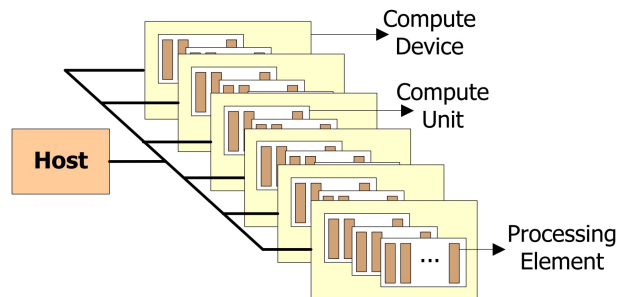 Compute
Device
Compute
Unit
Host
Processing
Element
...